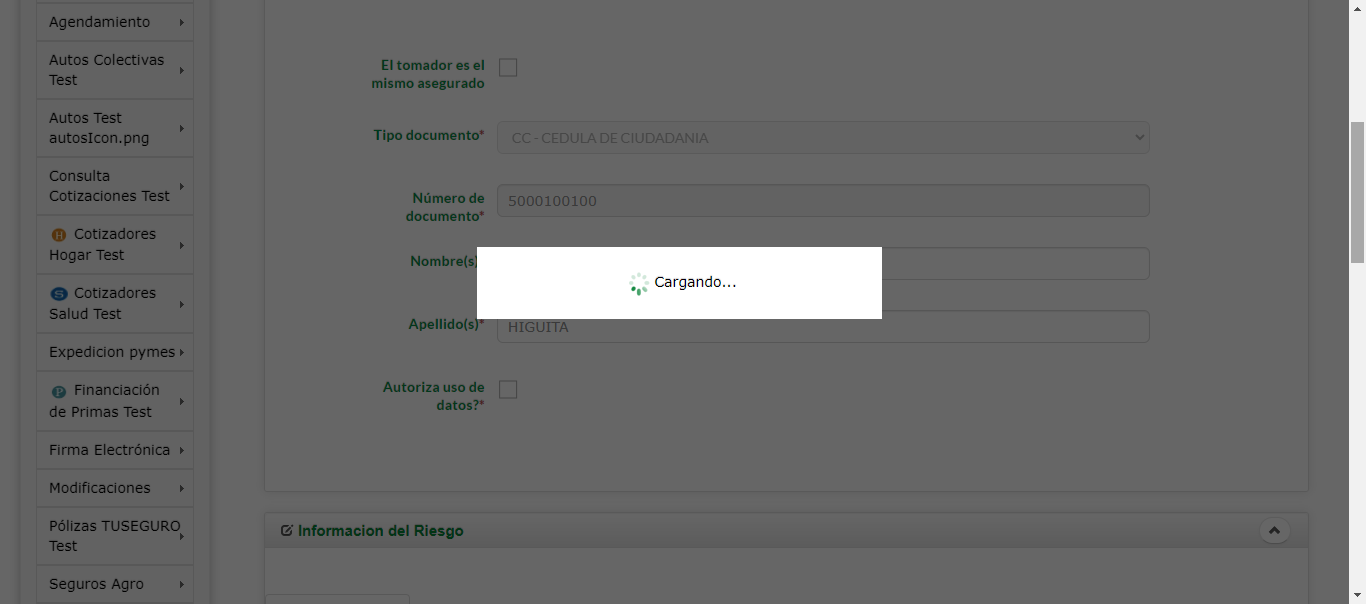 Agendamiento
Autos Colectivas
Test
Autos Test
autosIcon.png
Consulta
Cotizaciones Test
H Cotizadores
Hogar Test
S Cotizadores
Salud Test
Expedicion pymes
P Financiación
de Primas Test
Firma Electrónica
Modificaciones
Pólizas TUSEGURO
Test
Seguros Agro
El tomador es el
mismo asegurado
Tipo documento*
CC - CEDULA DE CIUDADANIA
Número de
documento*
5000100100
Nombre(s)
Cargando...
Apellido(s)*
HIGUITA
Autoriza uso de
datos?*
Informacion del Riesgo